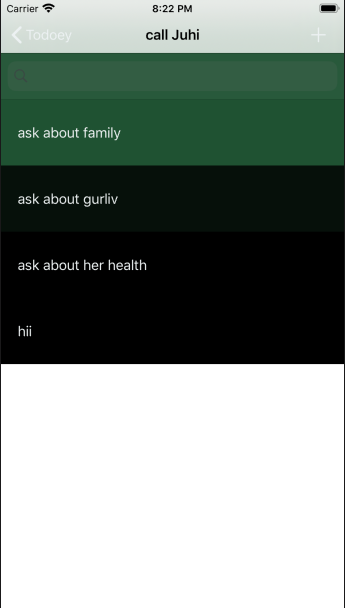 Carrier 8:22 PM
Todoey call Juhi
ask about family
ask about gurliv
ask about her health
hii